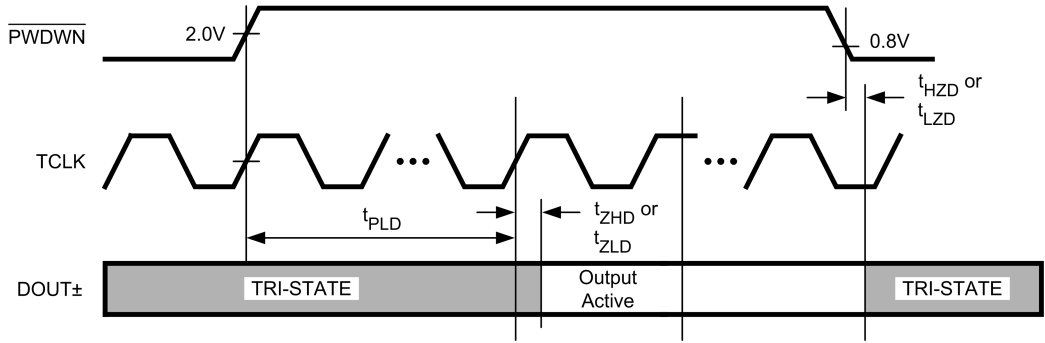 PWDWN
2.0V
0.8V
tHZD or
tLZD
TCLK
tPLD
tZHD or
tZLD
DOUT±
TRI-STATE
Output
Active
TRI-STATE